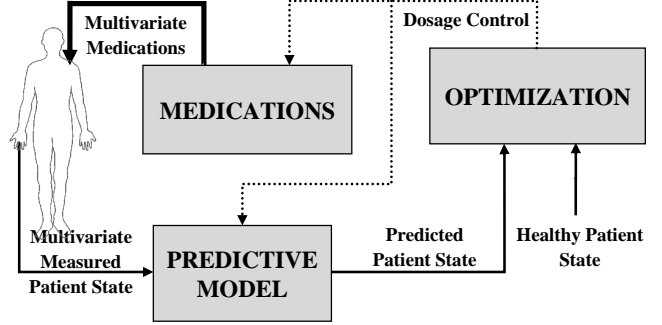 Multivariate
Medications
Dosage Control
MEDICATIONS
OPTIMIZATION
Multivariate
Measured
Patient State
PREDICTIVE
MODEL
Predicted
Patient State
Healthy Patient
State